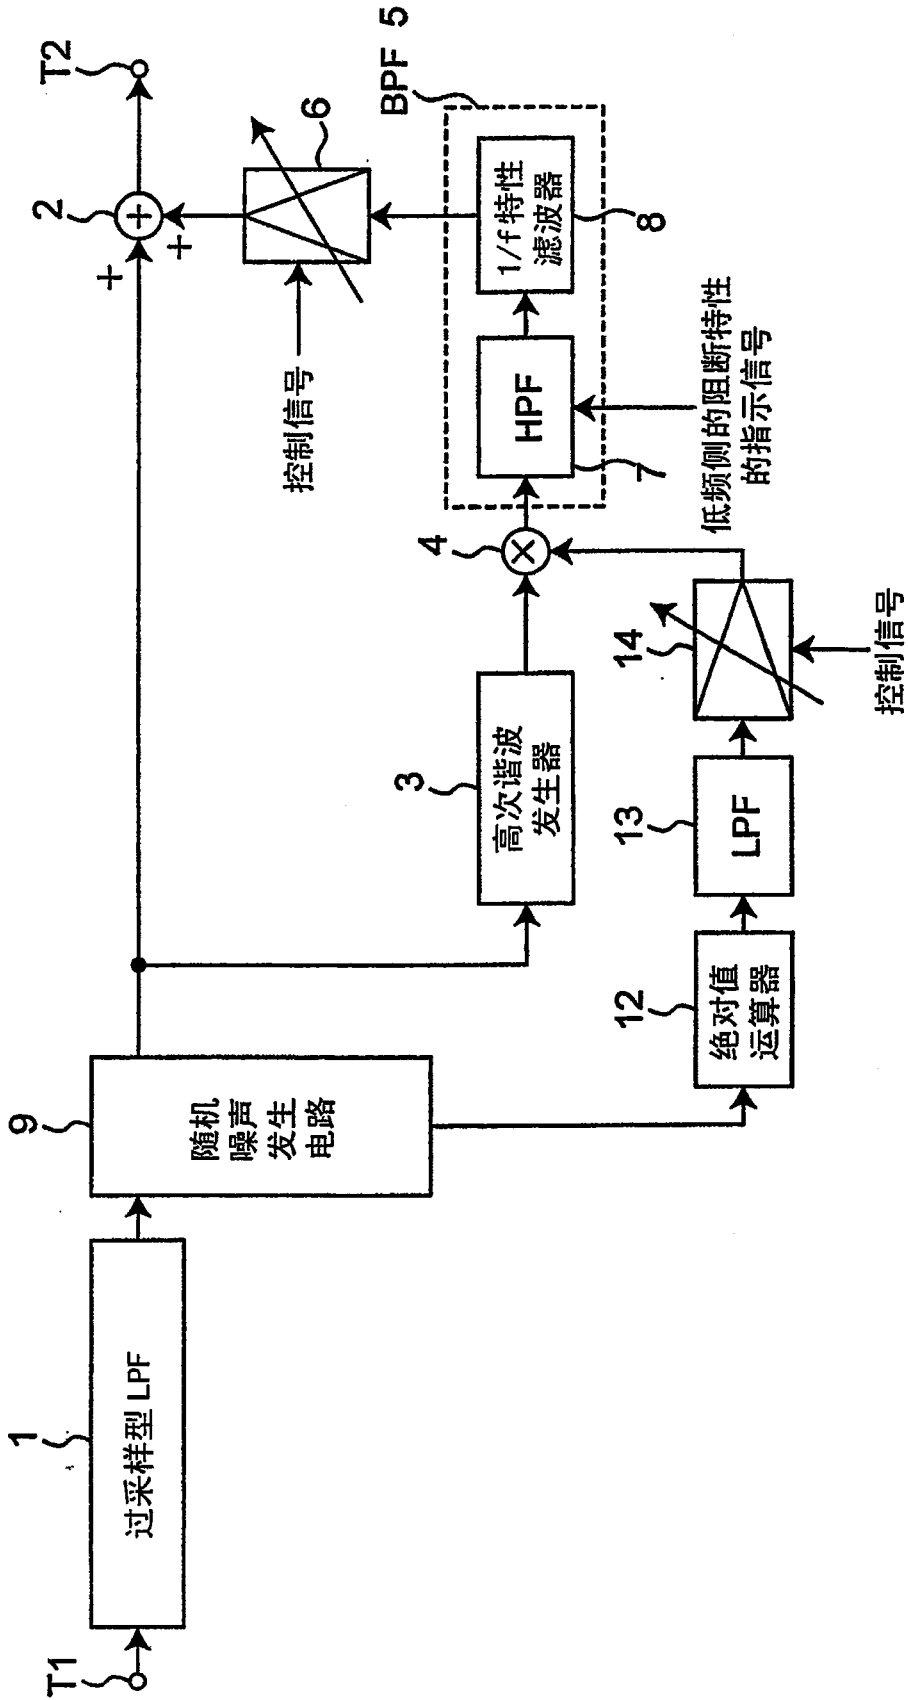 T1
1
过采样型 LPF
9
随机
噪声
发生
电路
2
+
+
+
T2
3
高次谐波
发生器
4
×
BPF 5
HPF
7
1/f 特性
滤波器
8
6
控制信号
低频侧的阻断特性
的指示信号
12
绝对值
运算器
13
LPF
14
控制信号